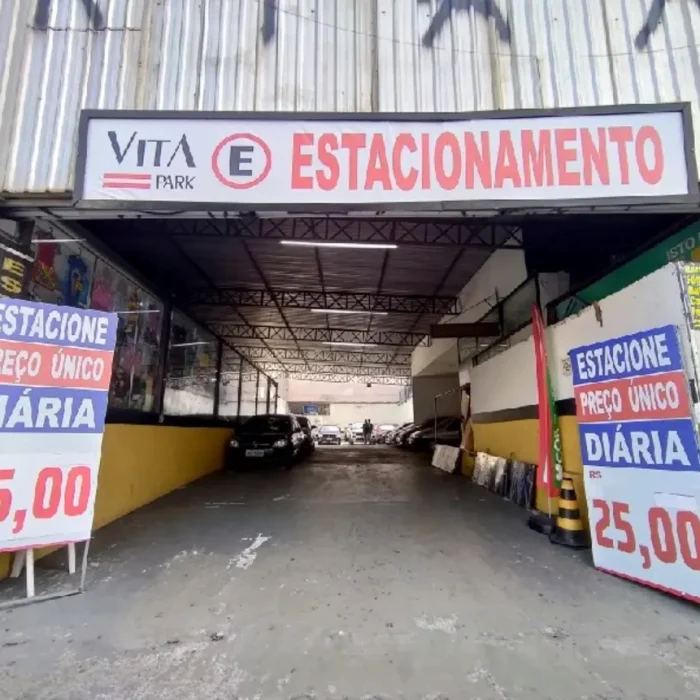 VITA
PARK
E
ESTACIONAMENTO
ESTACIONE
PREÇO ÚNICO
DIÁRIA
5,00
ESTACIONE
PREÇO ÚNICO
DIÁRIA
R$
25,00